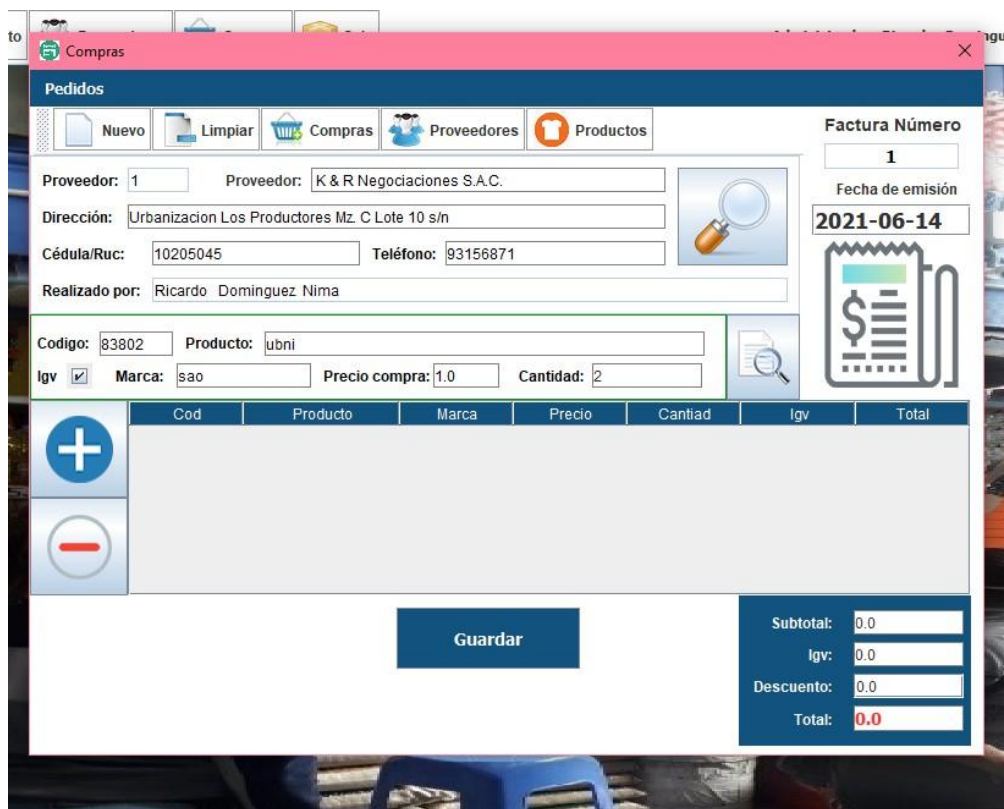 to
Compras
Pedidos
Nuevo Limpiar Compras Proveedores Productos
Factura Número
1
Proveedor: 1 Proveedor: K & R Negociaciones S.A.C.
Fecha de emisión
Dirección: Urbanizacion Los Productores Mz. C Lote 10 s/n
2021-06-14
Cédula/Ruc: 10205045 Teléfono: 93156871
Realizado por: Ricardo Dominguez Nima
Codigo: 83802 Producto: ubni
Igv Marca: sao Precio compra: 1.0 Cantidad: 2
Cod Producto Marca Precio Cantiad Igv Total
Guardar
Subtotal: 0.0
Igv: 0.0
Descuento: 0.0
Total: 0.0